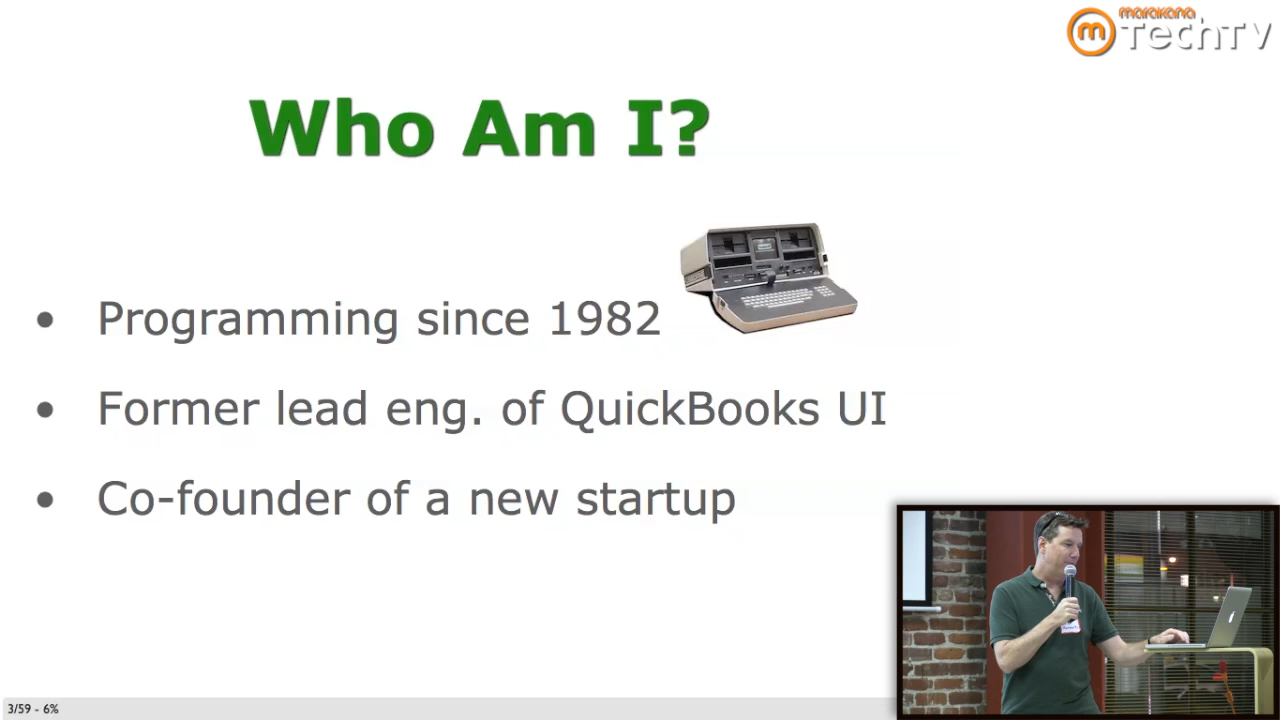 marakana
m TechTV
Who Am I?
• Programming since 1982
• Former lead eng. of QuickBooks UI
• Co-founder of a new startup
3/59 - 6%